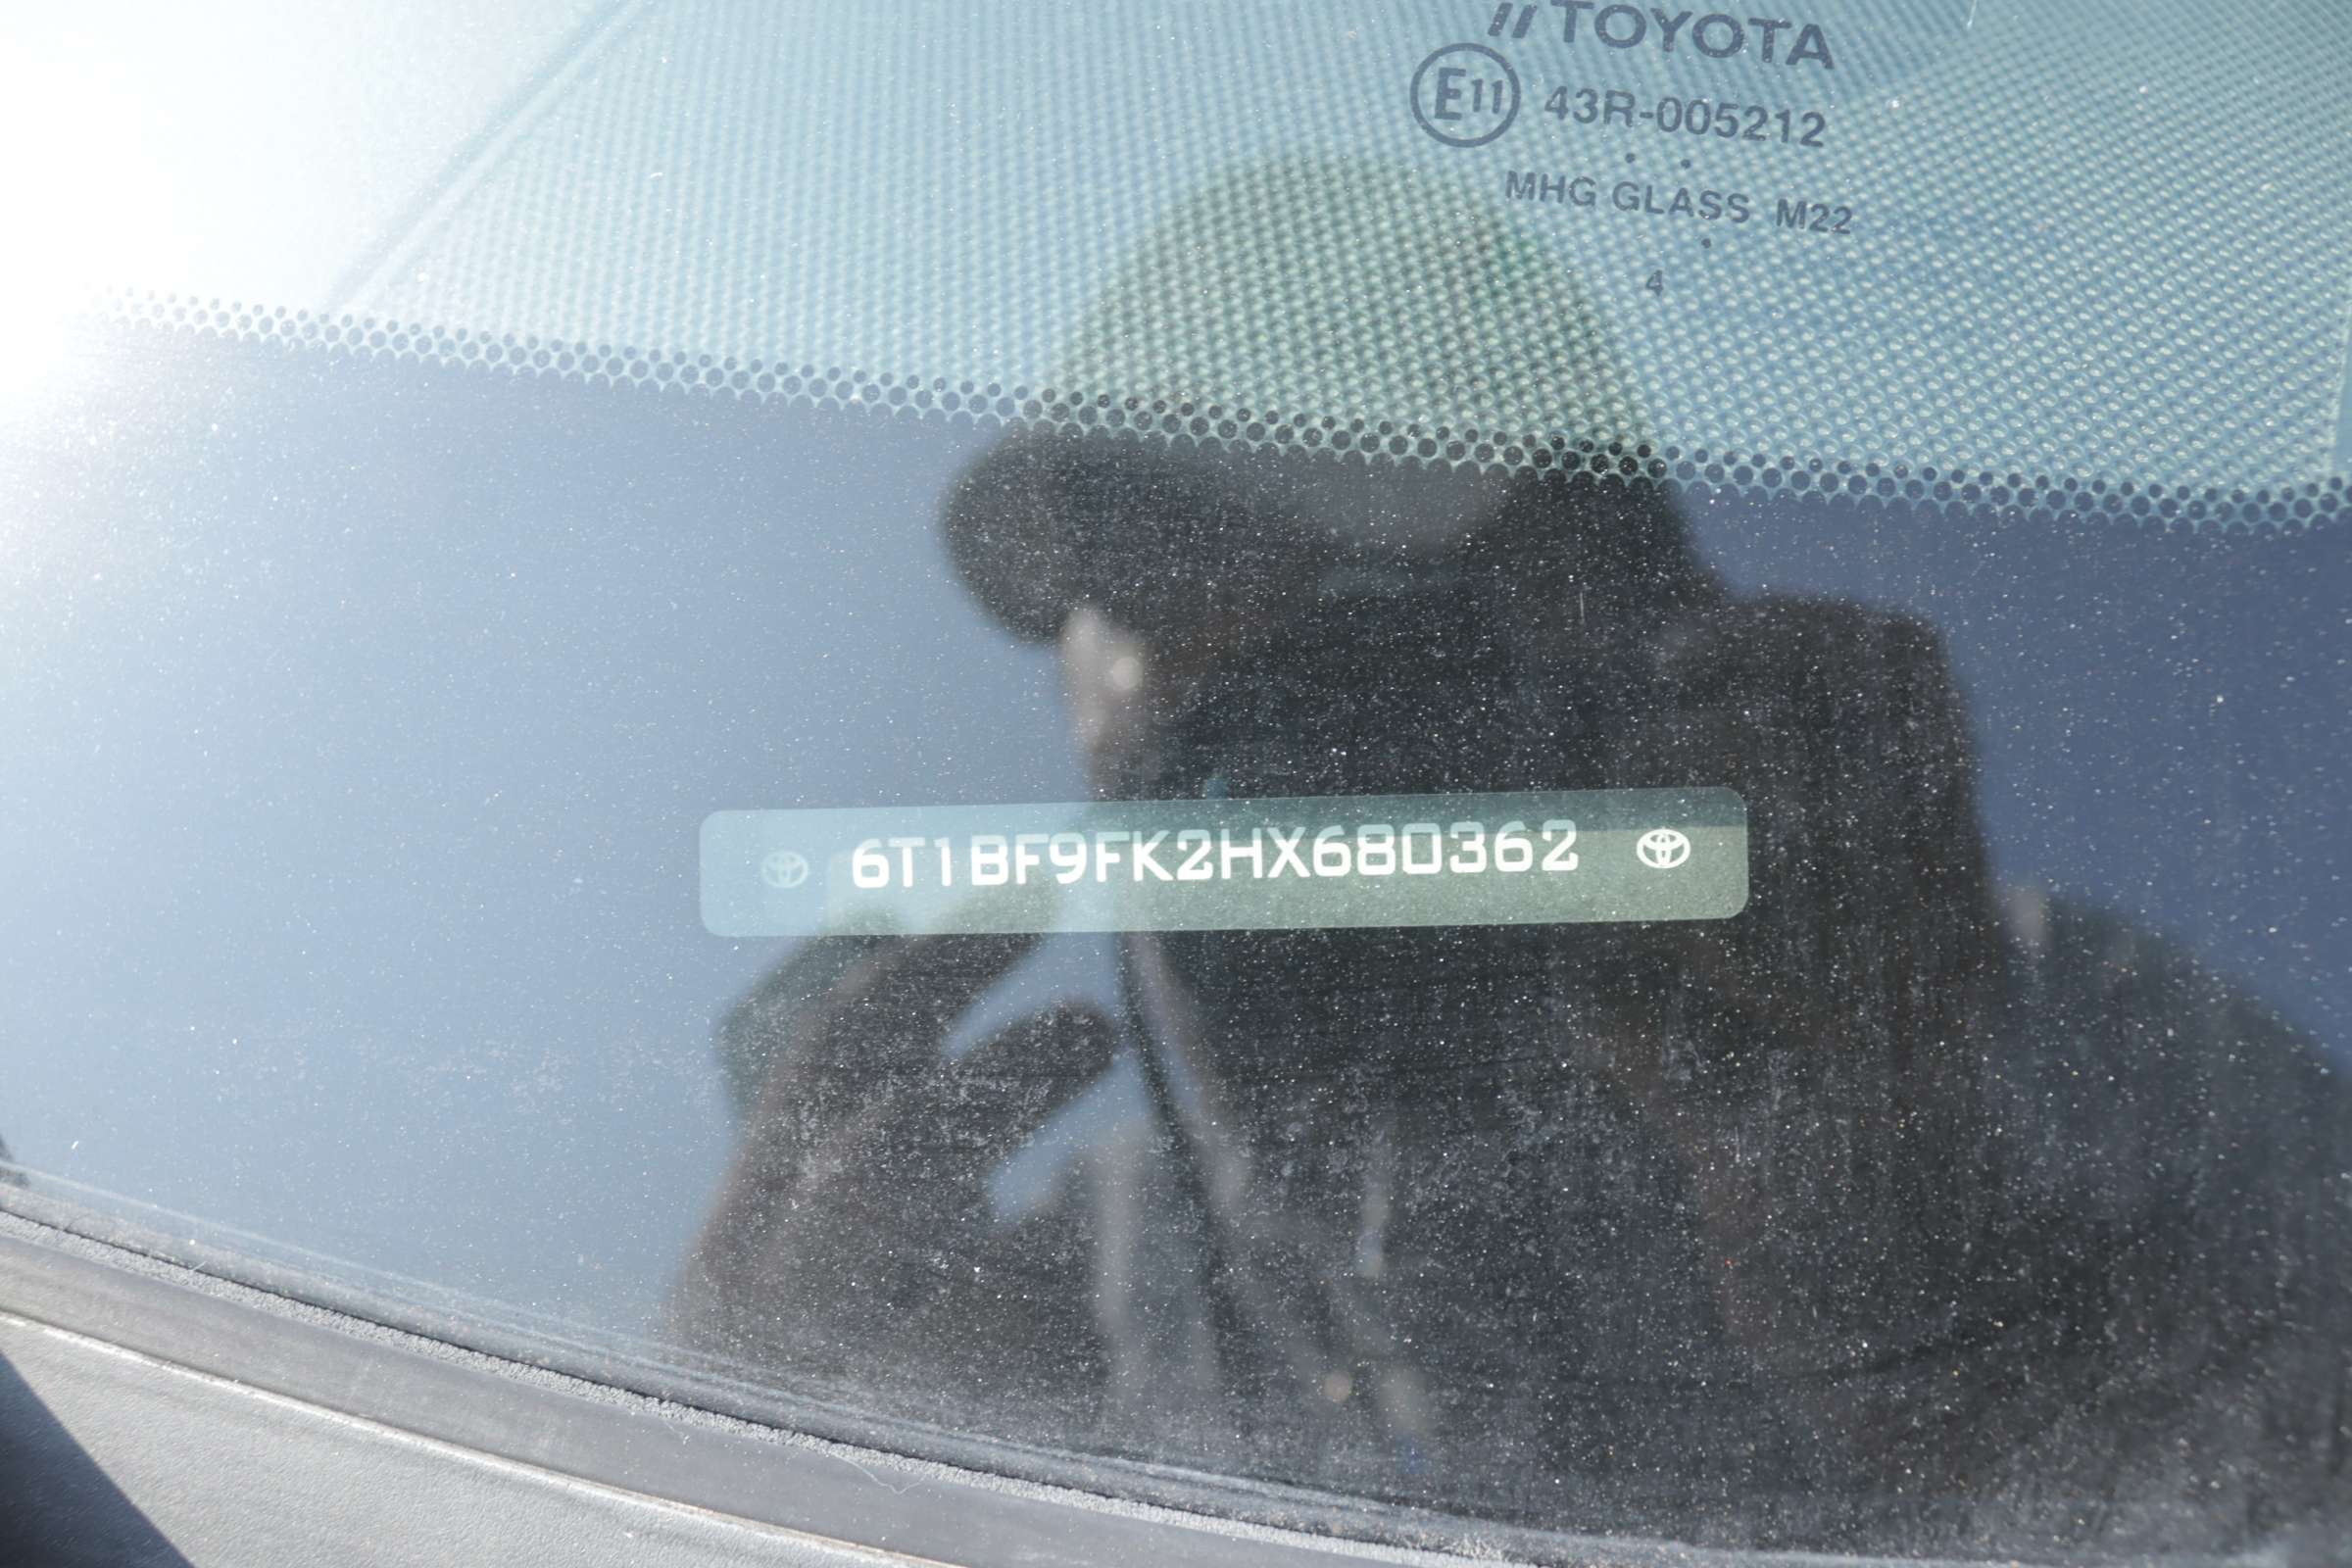 TOYOTA
E11 43R-005212
MHG GLASS M22
4
6T1BF9FK2HX680362